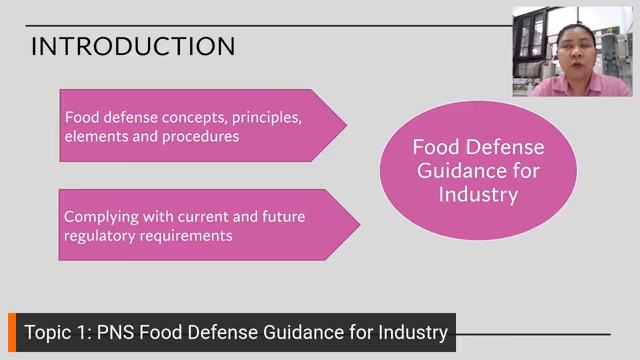 INTRODUCTION
Food defense concepts, principles,
elements and procedures
Complying with current and future
regulatory requirements
Food Defense
Guidance for
Industry
Topic 1: PNS Food Defense Guidance for Industry